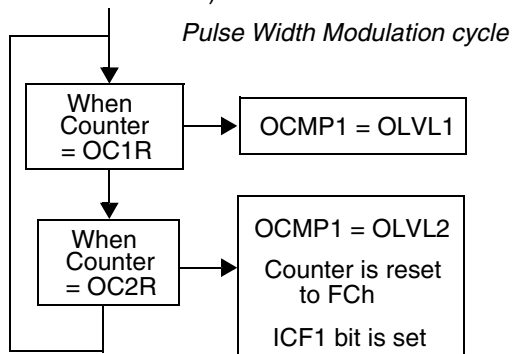 Pulse Width Modulation cycle
When
Counter
= OC1R
OCMP1 = OLVL1
When
Counter
= OC2R
OCMP1 = OLVL2
Counter is reset
to FCh
ICF1 bit is set